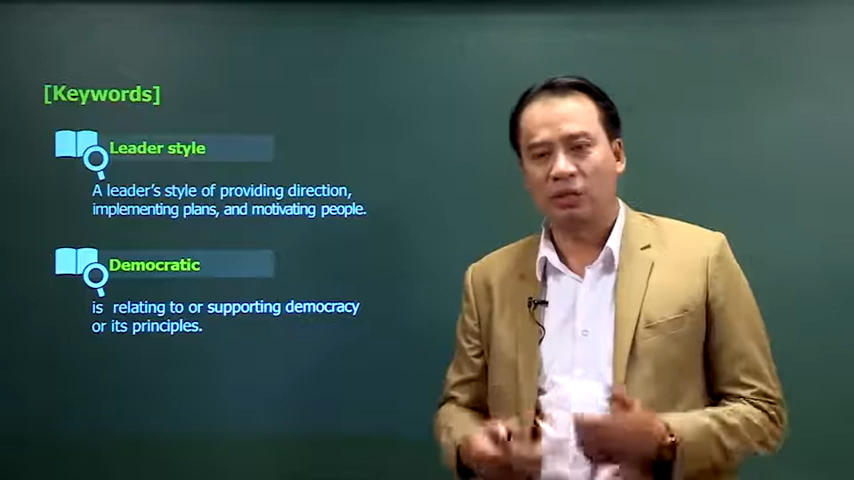 [Keywords]
Leader style
A leader's style of providing direction,
implementing plans, and motivating people.
Democratic
is relating to or supporting democracy
or its principles.